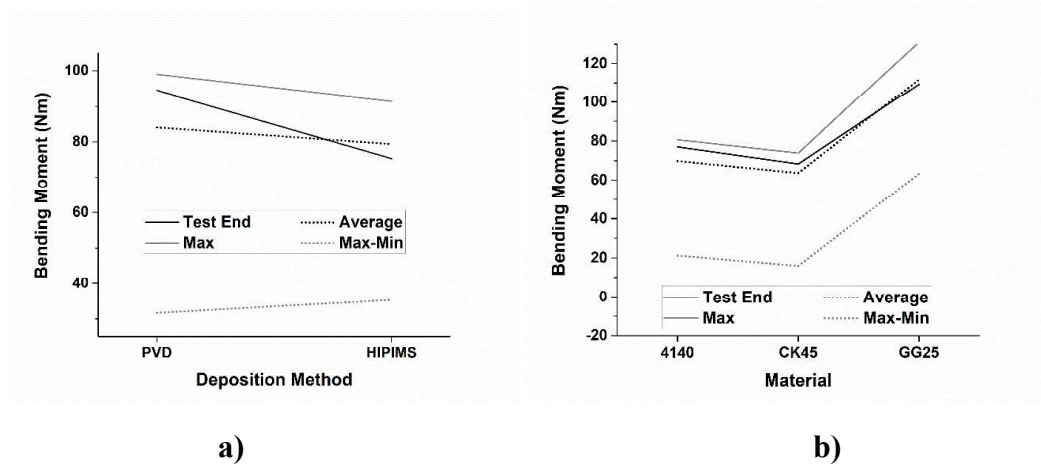 100
80
60
40
Bending Moment (Nm)
Test End
Average
Max
Max-Min
PVD
HIPIMS
Deposition Method
a)
120
100
80
60
40
20
0
-20
Bending Moment (Nm)
Test End
Average
Max
Max-Min
4140
CK45
GG25
Material
b)